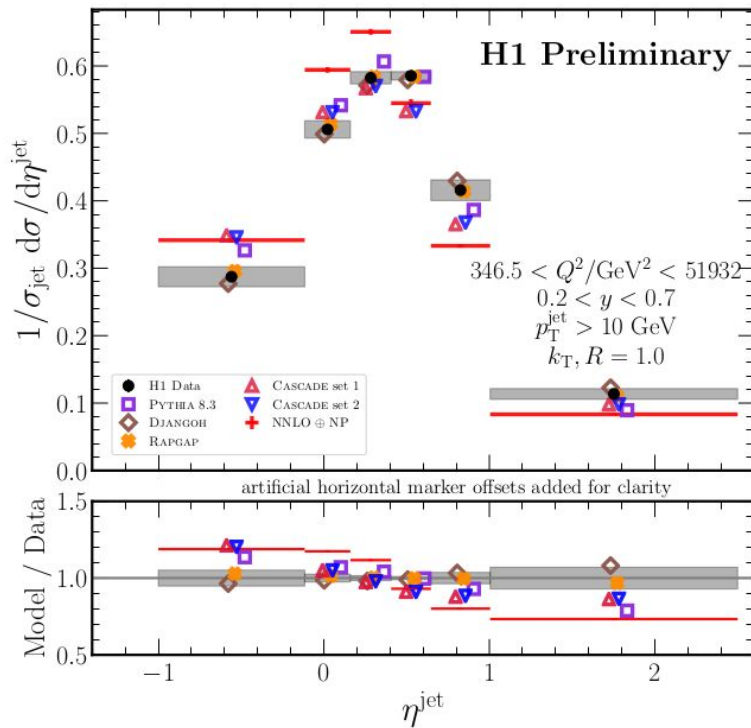 H1 Preliminary
1/σ_jet dσ/dη^jet
0.6
0.5
0.4
0.3
0.2
0.1
0.0
346.5 < Q²/GeV² < 51932
0.2 < y < 0.7
p_T^jet > 10 GeV
k_T, R = 1.0
H1 Data
PYTHIA 8.3
DJANGOH
RAPGAP
CASCADE set 1
CASCADE set 2
NNLO ⊕ NP
artificial horizontal marker offsets added for clarity
Model / Data
1.5
1.0
0.5
−1 0 1 2
η^jet